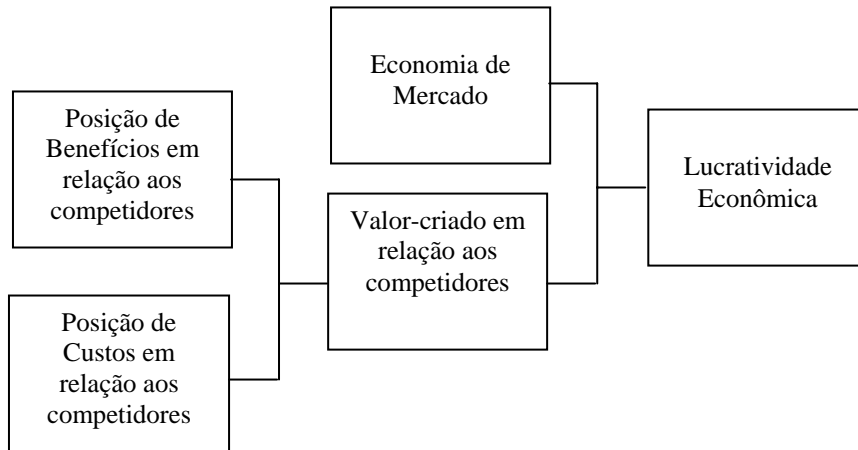 Economia de
Mercado
Posição de
Benefícios em
relação aos
competidores
Lucratividade
Econômica
Valor-criado em
relação aos
competidores
Posição de
Custos em
relação aos
competidores